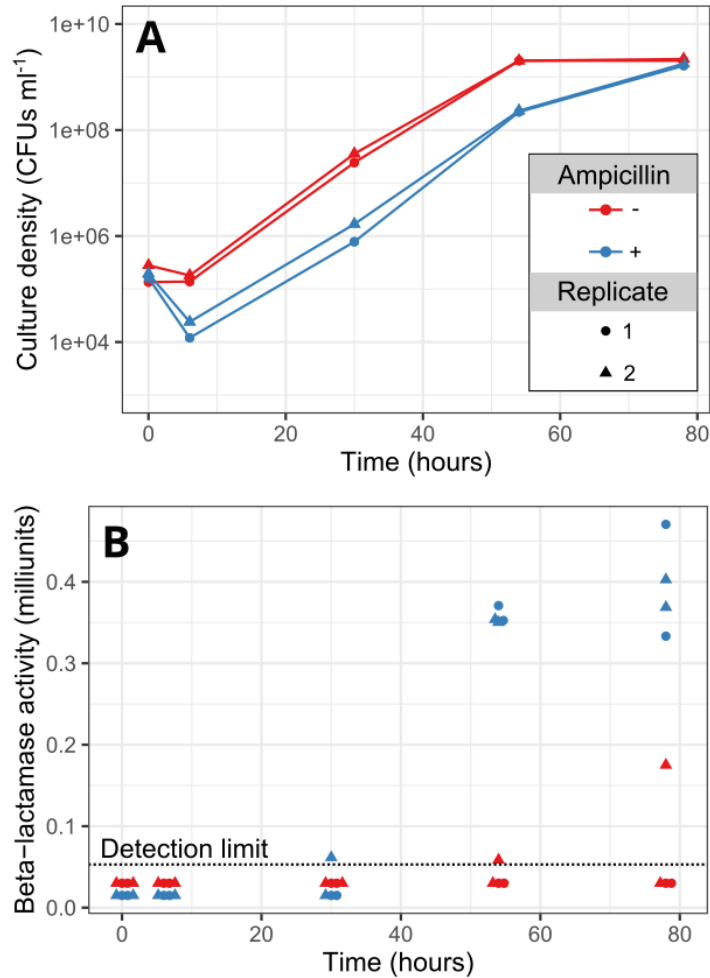 A
Culture density (CFUs ml⁻¹)
1e+10
1e+08
1e+06
1e+04
Ampicillin
-
+
Replicate
1
2
0
20
40
60
80
Time (hours)
B
Beta−lactamase activity (milliunits)
0.4
0.3
0.2
0.1
0.0
Detection limit
0
20
40
60
80
Time (hours)